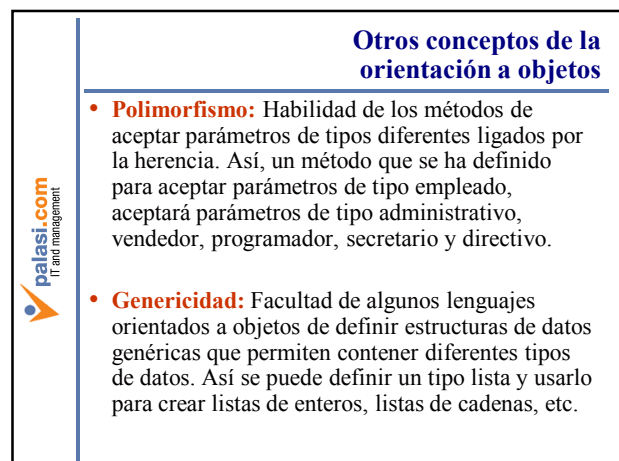 Otros conceptos de la
orientación a objetos
• Polimorfismo: Habilidad de los métodos de
aceptar parámetros de tipos diferentes ligados por
la herencia. Así, un método que se ha definido
para aceptar parámetros de tipo empleado,
aceptará parámetros de tipo administrativo,
vendedor, programador, secretario y directivo.
• Genericidad: Facultad de algunos lenguajes
orientados a objetos de definir estructuras de datos
genéricas que permiten contener diferentes tipos
de datos. Así se puede definir un tipo lista y usarlo
para crear listas de enteros, listas de cadenas, etc.
palasi.com
IT and management